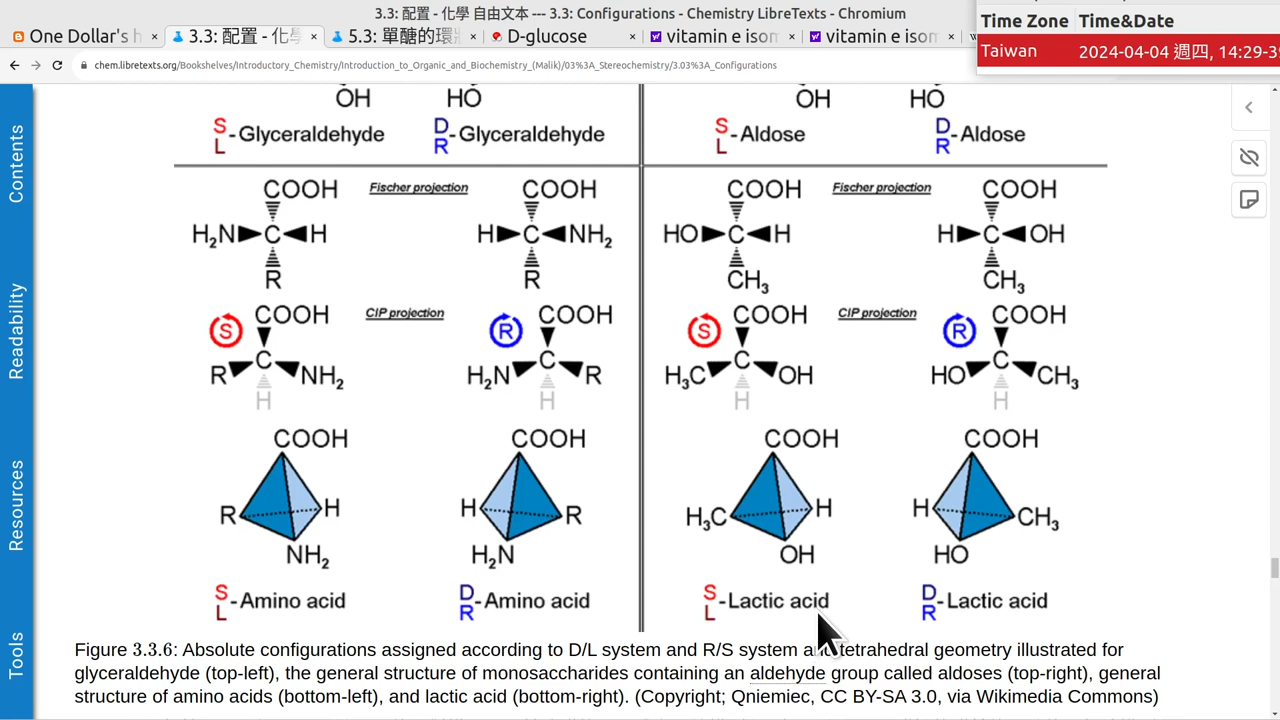 3.3: 配置 - 化學 自由文本 --- 3.3: Configurations - Chemistry LibreTexts - Chromium
Time Zone Time&Date
Taiwan 2024-04-04 週四, 14:29-39
One Dollar's h × 3.3: 配置 - 化學 × 5.3: 單醣的環 × D-glucose × vitamin e isom × vitamin e isom ×
chem.libretexts.org/Bookshelves/Introductory_Chemistry/Introduction_to_Organic_and_Biochemistry_(Malik)/03%3A_Stereochemistry/3.03%3A_Configurations
Contents
Readability
Resources
Tools
OH HO OH HO
S L -Glyceraldehyde D R -Glyceraldehyde S L -Aldose D R -Aldose
COOH Fischer projection COOH COOH Fischer projection COOH
H₂N C H H C NH₂ HO C H H C OH
R R CH₃ CH₃
S COOH CIP projection R COOH S COOH CIP projection R COOH
C C C C
R NH₂ H₂N R H₃C OH HO CH₃
H H H H
COOH COOH COOH COOH
R H H R H₃C H H CH₃
NH₂ H₂N OH HO
S L -Amino acid D R -Amino acid S L -Lactic acid D R -Lactic acid
Figure 3.3.6: Absolute configurations assigned according to D/L system and R/S system and tetrahedral geometry illustrated for
glyceraldehyde (top-left), the general structure of monosaccharides containing an aldehyde group called aldoses (top-right), general
structure of amino acids (bottom-left), and lactic acid (bottom-right). (Copyright; Qniemiec, CC BY-SA 3.0, via Wikimedia Commons)